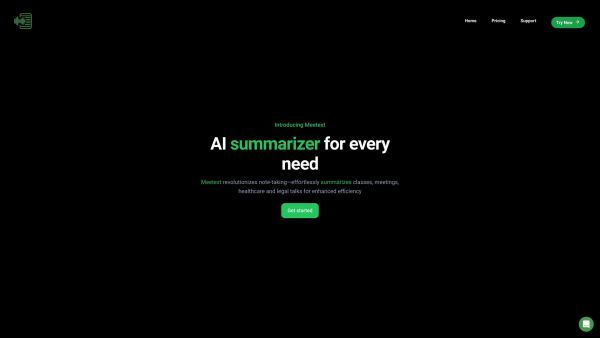 Home
Pricing
Support
Try Now
Introducing Meetext
AI summarizer for every
need
Meetext revolutionizes note-taking—effortlessly summarizes classes, meetings,
healthcare and legal talks for enhanced efficiency
Get started